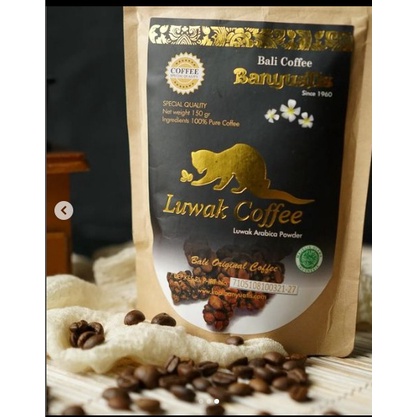 Bali Coffee
Banyuatis
Since 1960
COFFEE
SPECIAL QUALITY
Net weight 150 gr
Ingredients 100% Pure Coffee
Luwak Coffee
Luwak Arabica Powder
Bali Original Coffee